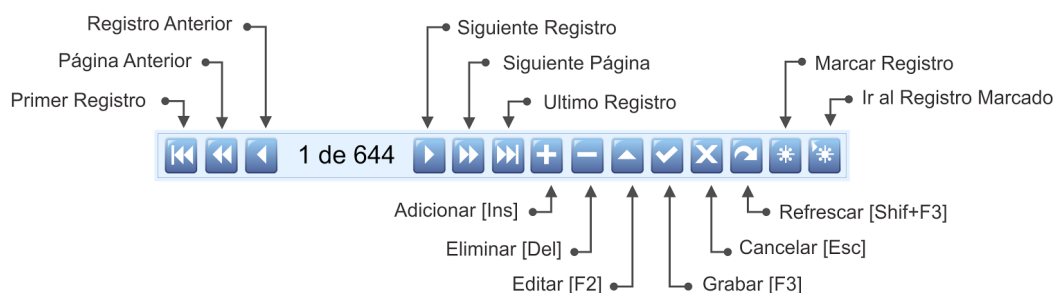 Registro Anterior
Siguiente Registro
Página Anterior
Siguiente Página
Marcar Registro
Primer Registro
Ultimo Registro
Ir al Registro Marcado
1 de 644
Adicionar [Ins]
Refrescar [Shif+F3]
Eliminar [Del]
Cancelar [Esc]
Editar [F2]
Grabar [F3]